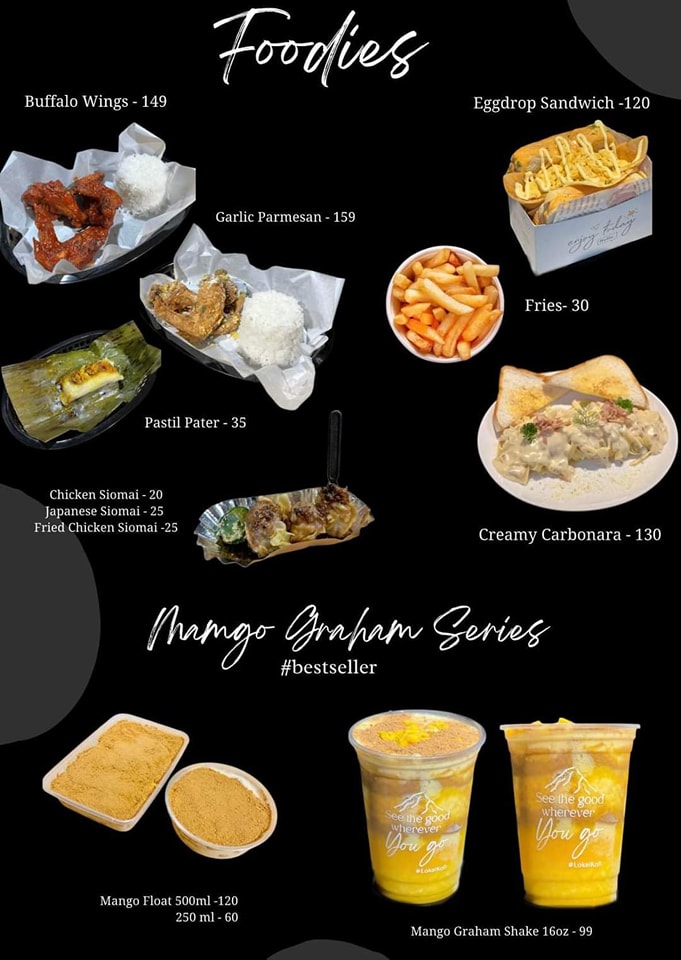 Foodies
Buffalo Wings - 149
Eggdrop Sandwich -120
enjoy today
Garlic Parmesan - 159
Fries- 30
Pastil Pater - 35
Chicken Siomai - 20
Japanese Siomai - 25
Fried Chicken Siomai -25
Creamy Carbonara - 130
Mamgo Graham Series
#bestseller
See the good
wherever
You go
See the good
wherever
You go
Mango Float 500ml -120
250 ml - 60
Mango Graham Shake 16oz - 99